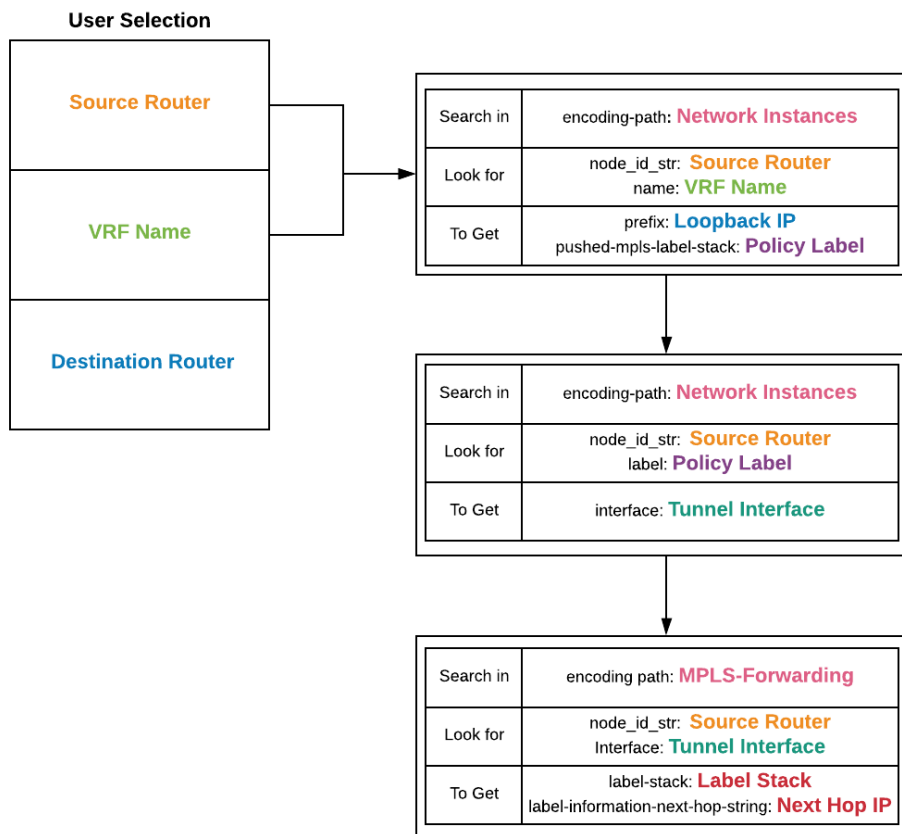 User Selection
Source Router
VRF Name
Destination Router
Search in
encoding-path: Network Instances
Look for
node_id_str: Source Router
name: VRF Name
To Get
prefix: Loopback IP
pushed-mpls-label-stack: Policy Label
Search in
encoding-path: Network Instances
Look for
node_id_str: Source Router
label: Policy Label
To Get
interface: Tunnel Interface
Search in
encoding path: MPLS-Forwarding
Look for
node_id_str: Source Router
Interface: Tunnel Interface
To Get
label-stack: Label Stack
label-information-next-hop-string: Next Hop IP